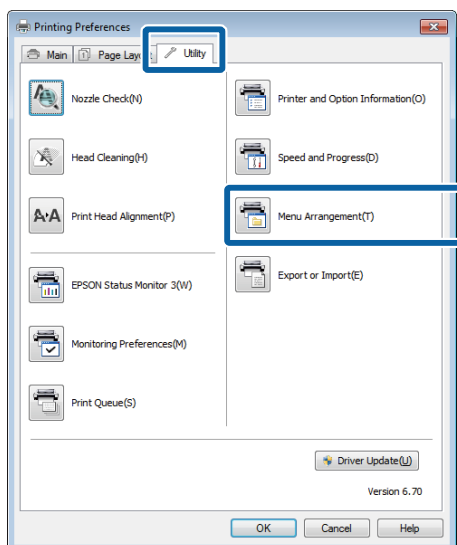 Printing Preferences
Main
Page Lay
Utility
Nozzle Check(N)
Printer and Option Information(O)
Head Cleaning(H)
Speed and Progress(D)
A·A
Print Head Alignment(P)
Menu Arrangement(T)
EPSON Status Monitor 3(W)
Export or Import(E)
Monitoring Preferences(M)
Print Queue(S)
Driver Update(U)
Version 6.70
OK
Cancel
Help